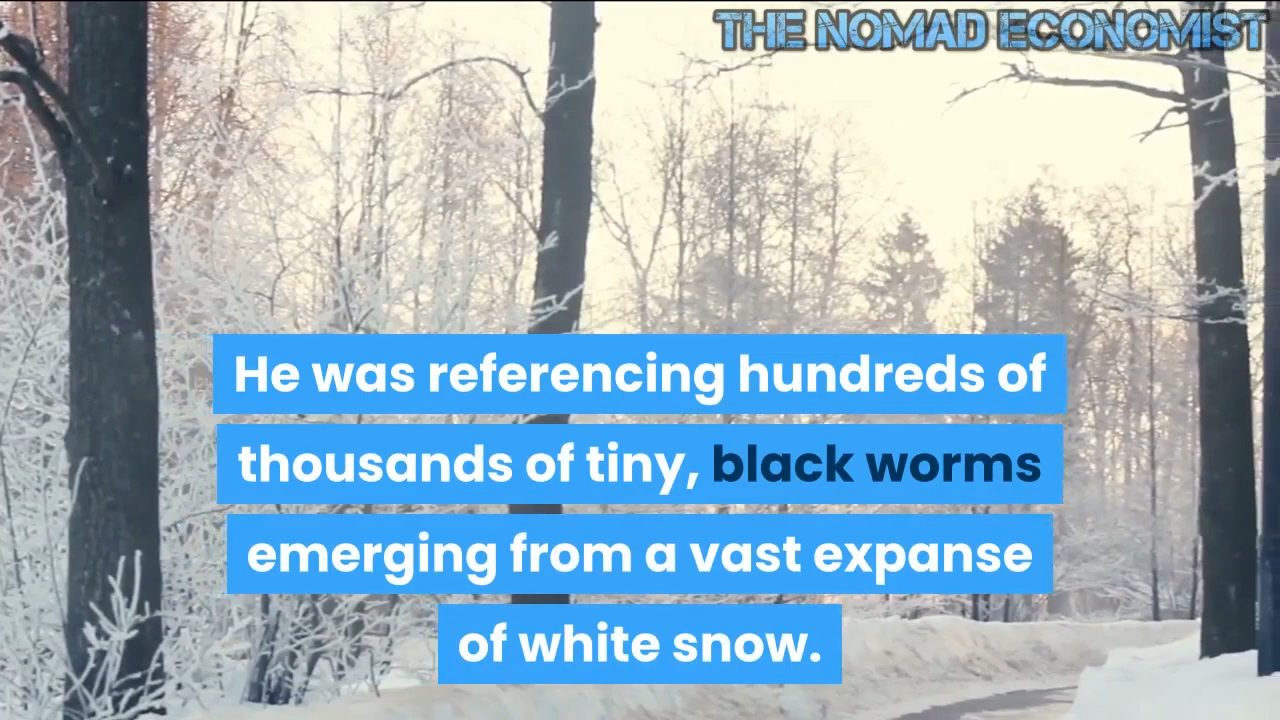 THE NOMAD ECONOMIST
He was referencing hundreds of
thousands of tiny, black worms
emerging from a vast expanse
of white snow.